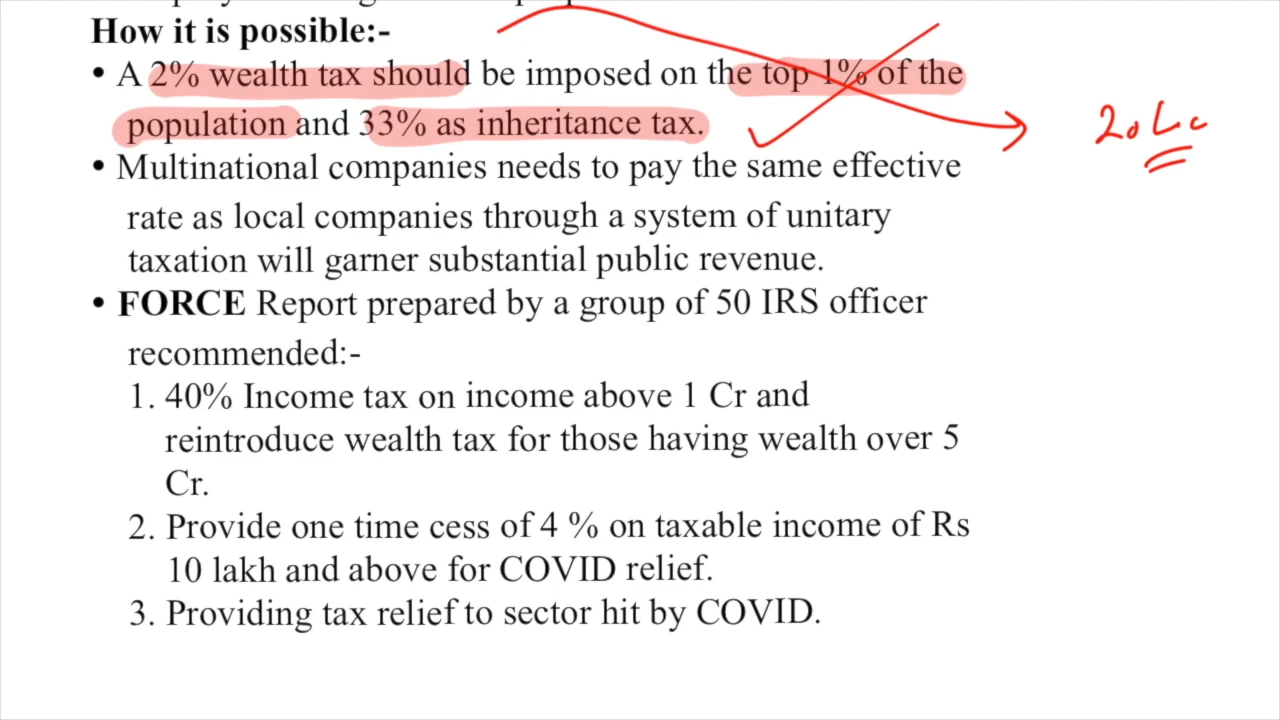 How it is possible:-
• A 2% wealth tax should be imposed on the top 1% of the
population and 33% as inheritance tax.
20 Lc
• Multinational companies needs to pay the same effective
rate as local companies through a system of unitary
taxation will garner substantial public revenue.
• FORCE Report prepared by a group of 50 IRS officer
recommended:-
1. 40% Income tax on income above 1 Cr and
reintroduce wealth tax for those having wealth over 5
Cr.
2. Provide one time cess of 4 % on taxable income of Rs
10 lakh and above for COVID relief.
3. Providing tax relief to sector hit by COVID.